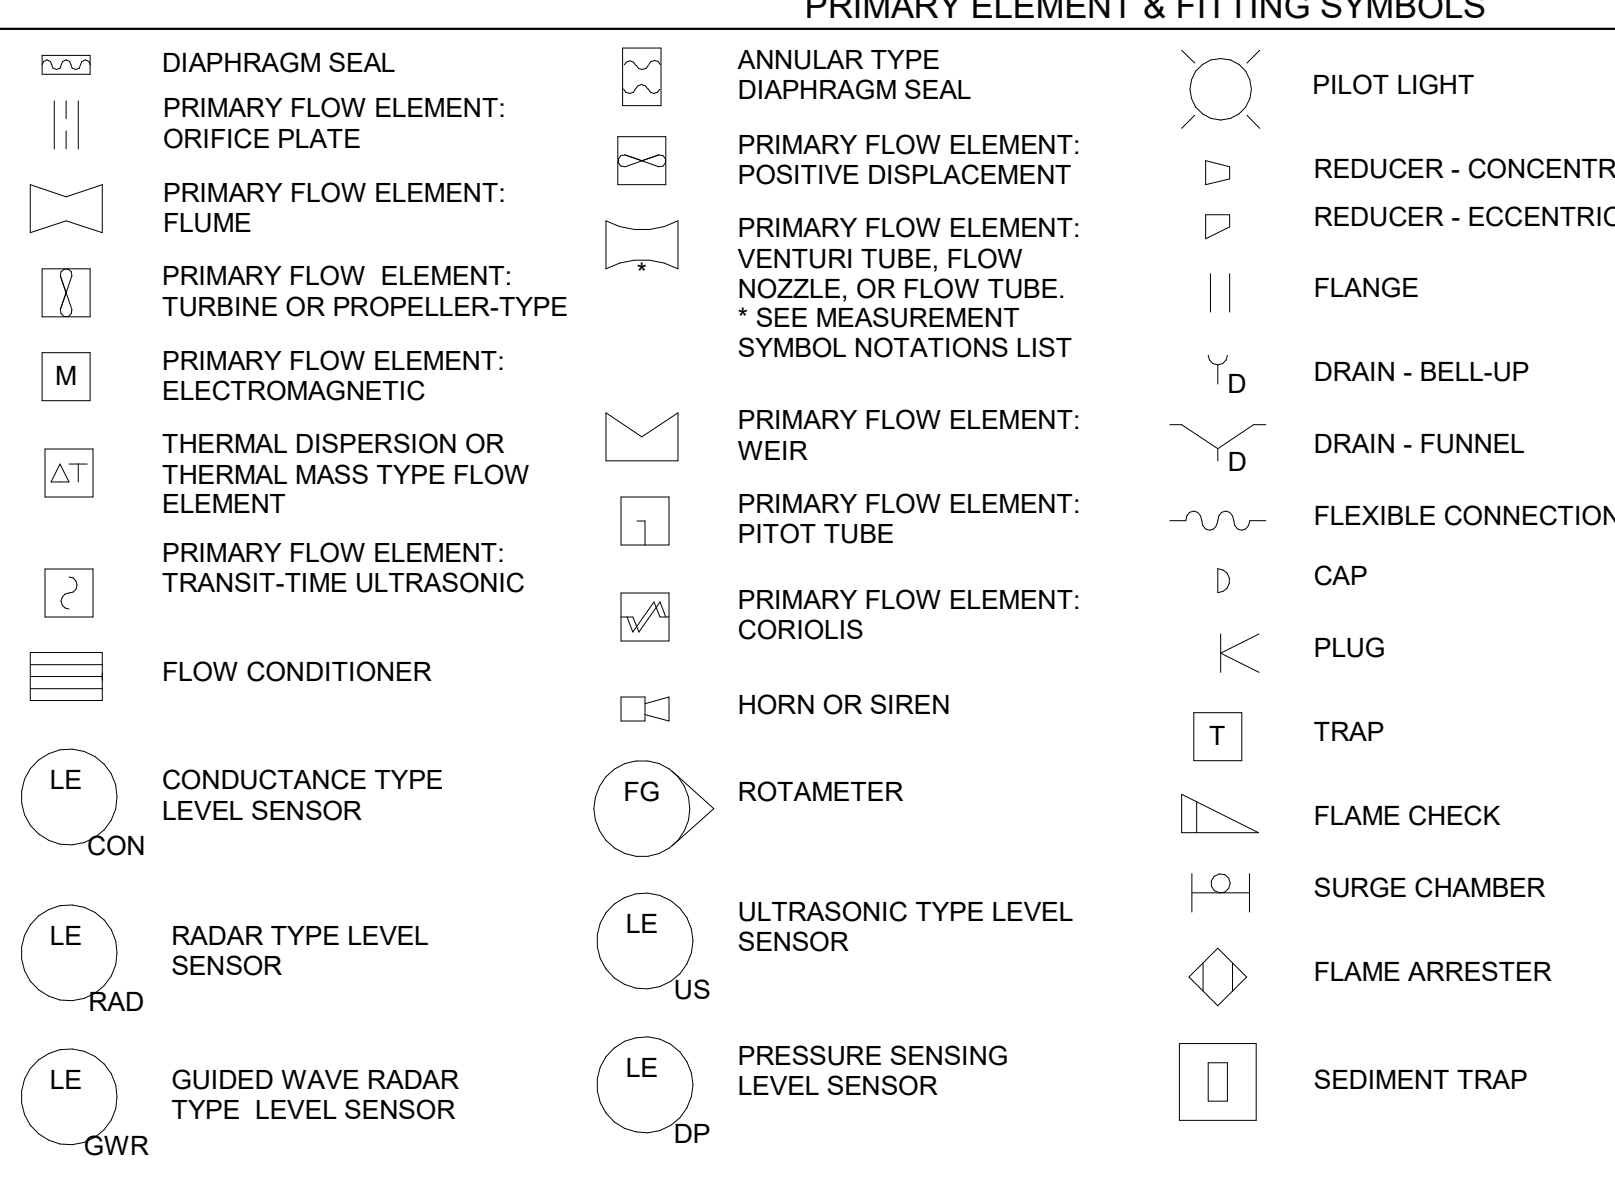 PRIMARY ELEMENT & FITTING SYMBOLS
DIAPHRAGM SEAL
PRIMARY FLOW ELEMENT:
ORIFICE PLATE
PRIMARY FLOW ELEMENT:
FLUME
PRIMARY FLOW ELEMENT:
TURBINE OR PROPELLER-TYPE
M
PRIMARY FLOW ELEMENT:
ELECTROMAGNETIC
ΔT
THERMAL DISPERSION OR
THERMAL MASS TYPE FLOW
ELEMENT
PRIMARY FLOW ELEMENT:
TRANSIT-TIME ULTRASONIC
FLOW CONDITIONER
LE
CON
CONDUCTANCE TYPE
LEVEL SENSOR
LE
RAD
RADAR TYPE LEVEL
SENSOR
LE
GWR
GUIDED WAVE RADAR
TYPE LEVEL SENSOR
ANNULAR TYPE
DIAPHRAGM SEAL
PRIMARY FLOW ELEMENT:
POSITIVE DISPLACEMENT
*
PRIMARY FLOW ELEMENT:
VENTURI TUBE, FLOW
NOZZLE, OR FLOW TUBE.
* SEE MEASUREMENT
SYMBOL NOTATIONS LIST
PRIMARY FLOW ELEMENT:
WEIR
PRIMARY FLOW ELEMENT:
PITOT TUBE
PRIMARY FLOW ELEMENT:
CORIOLIS
HORN OR SIREN
FG
ROTAMETER
LE
US
ULTRASONIC TYPE LEVEL
SENSOR
LE
DP
PRESSURE SENSING
LEVEL SENSOR
PILOT LIGHT
REDUCER - CONCENTR
REDUCER - ECCENTRIC
FLANGE
D
DRAIN - BELL-UP
D
DRAIN - FUNNEL
FLEXIBLE CONNECTION
CAP
PLUG
T
TRAP
FLAME CHECK
SURGE CHAMBER
FLAME ARRESTER
SEDIMENT TRAP